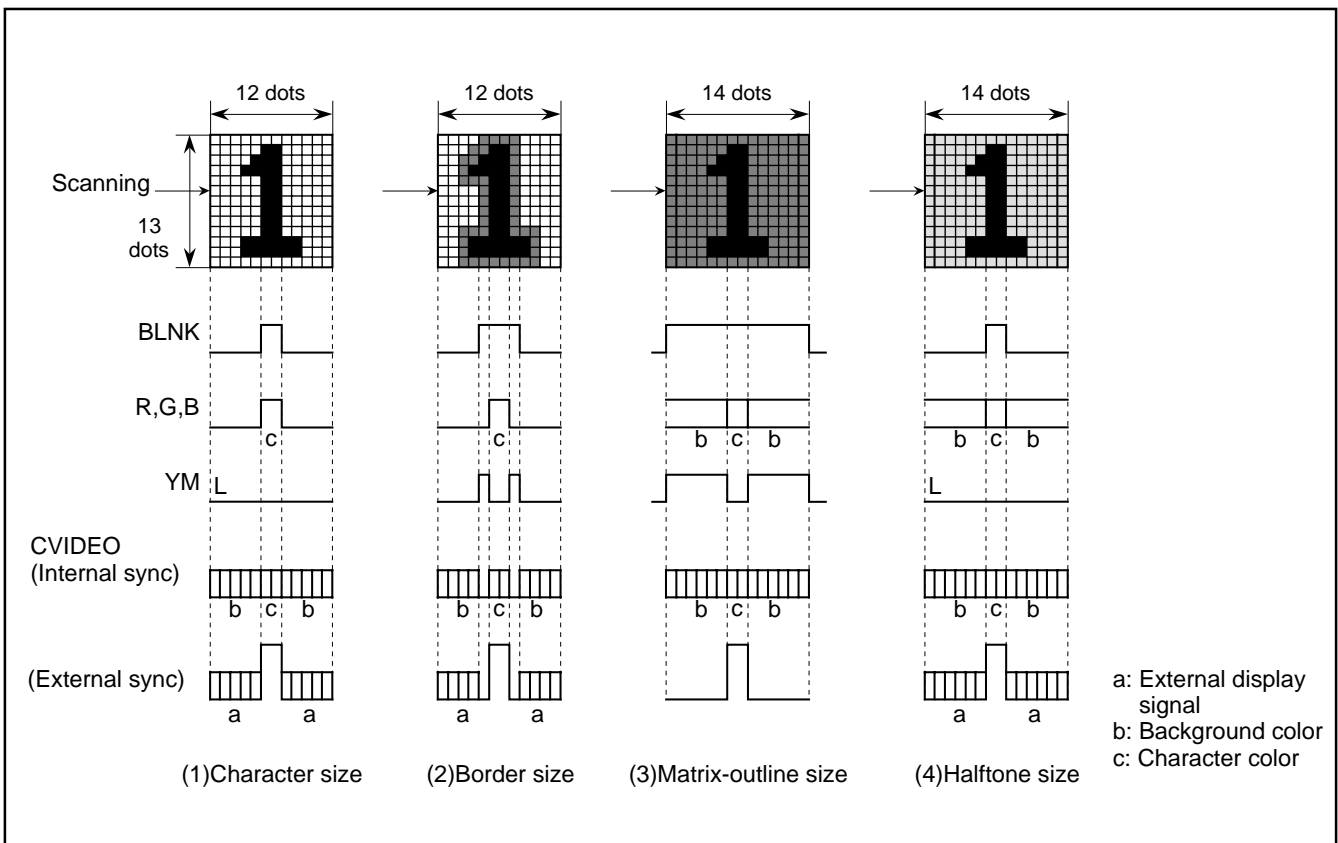 12 dots
12 dots
14 dots
14 dots
Scanning
13
dots
BLNK
R,G,B
c
c
b c b
b c b
YM
L
L
CVIDEO
(Internal sync)
b c b
b c b
b c b
b c b
(External sync)
a a
a a
a a
a: External display
signal
b: Background color
c: Character color
(1)Character size
(2)Border size
(3)Matrix-outline size
(4)Halftone size